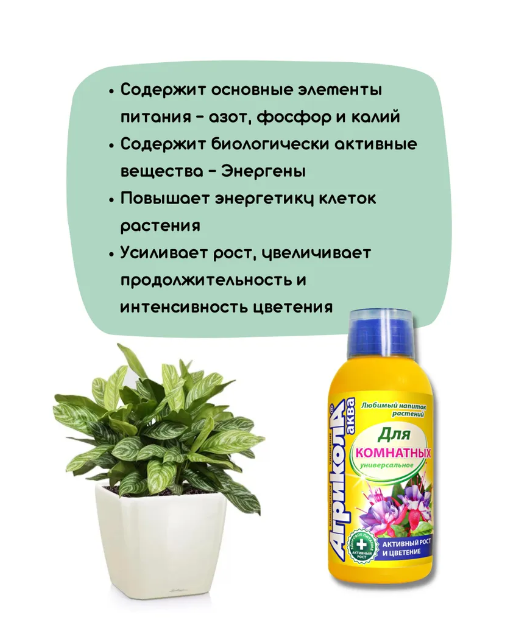 • Содержит основные элементы
питания - азот, фосфор и калий
• Содержит биологически активные
вещества - Энергены
• Повышает энергетику клеток
растения
• Усиливает рост, увеличивает
продолжительность и
интенсивность цветения
Любимый напиток
растений
АГРИКОЛА®
аква
Для
КОМНАТНЫХ
универсальное
АКТИВНЫЙ РОСТ
И ЦВЕТЕНИЕ